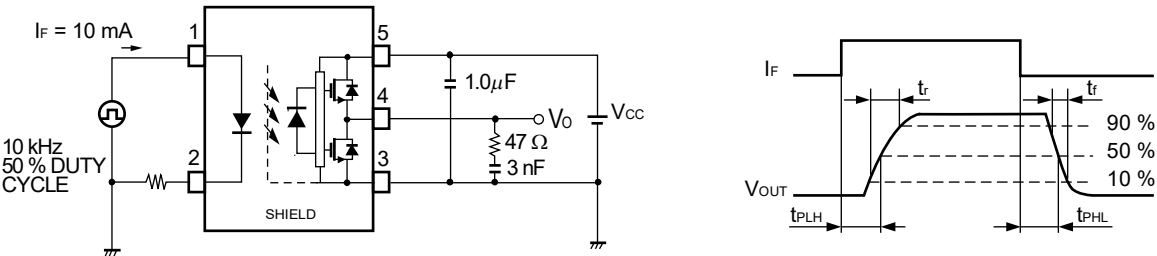 IF = 10 mA
1
5
1.0μF
4
VO
VCC
47 Ω
3 nF
10 kHz
50 % DUTY
CYCLE
2
3
SHIELD
IF
tr
tf
90 %
50 %
10 %
VOUT
tPLH
tPHL